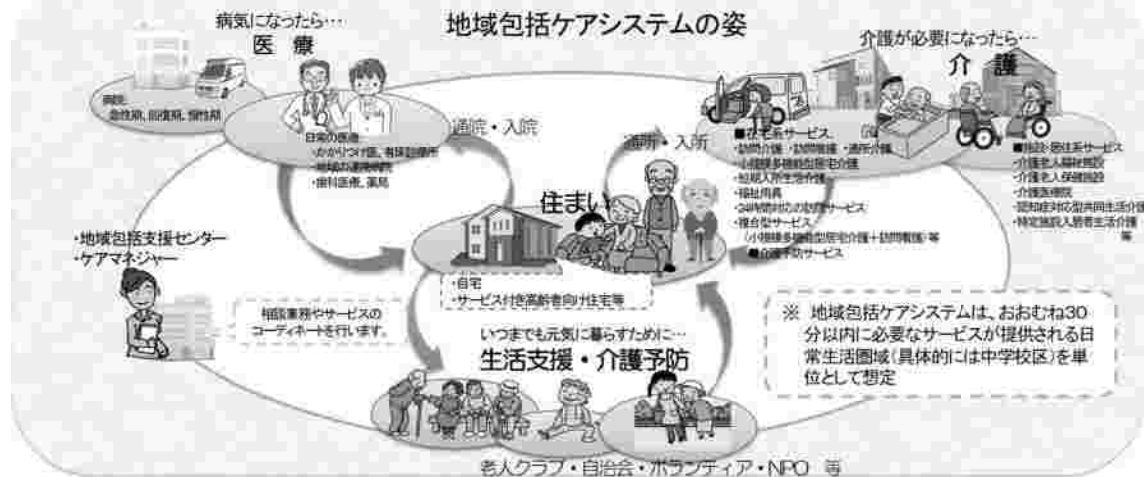 地域包括ケアシステムの姿
病気になったら…
医 療
病院:
急性期、回復期、慢性期
日常の医療:
・かかりつけ医、有床診療所
・地域の連携病院
・歯科医療、薬局
通院・入院
介護が必要になったら…
介 護
通所・入所
■在宅系サービス:
・訪問介護 ・訪問看護 ・通所介護
・小規模多機能型居宅介護
・短期入所生活介護
・福祉用具
・24時間対応の訪問サービス
・複合型サービス
(小規模多機能型居宅介護+訪問看護)等
■介護予防サービス
■施設・居住系サービス
・介護老人福祉施設
・介護老人保健施設
・介護医療院
・認知症対応型共同生活介護
・特定施設入居者生活介護
等
住まい
・自宅
・サービス付き高齢者向け住宅等
・地域包括支援センター
・ケアマネジャー
相談業務やサービスの
コーディネートを行います。
いつまでも元気に暮らすために…
生活支援・介護予防
老人クラブ・自治会・ボランティア・NPO 等
※ 地域包括ケアシステムは、おおむね30
分以内に必要なサービスが提供される日
常生活圏域(具体的には中学校区)を単
位として想定